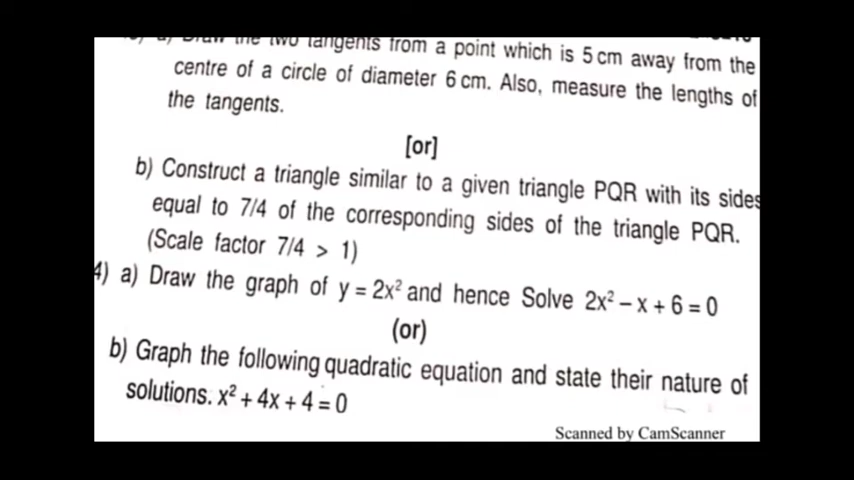 a) Draw the two tangents from a point which is 5 cm away from the
centre of a circle of diameter 6 cm. Also, measure the lengths of
the tangents.
[or]
b) Construct a triangle similar to a given triangle PQR with its sides
equal to 7/4 of the corresponding sides of the triangle PQR.
(Scale factor 7/4 > 1)
4) a) Draw the graph of y = 2x² and hence Solve 2x² – x + 6 = 0
(or)
b) Graph the following quadratic equation and state their nature of
solutions. x² + 4x + 4 = 0
Scanned by CamScanner